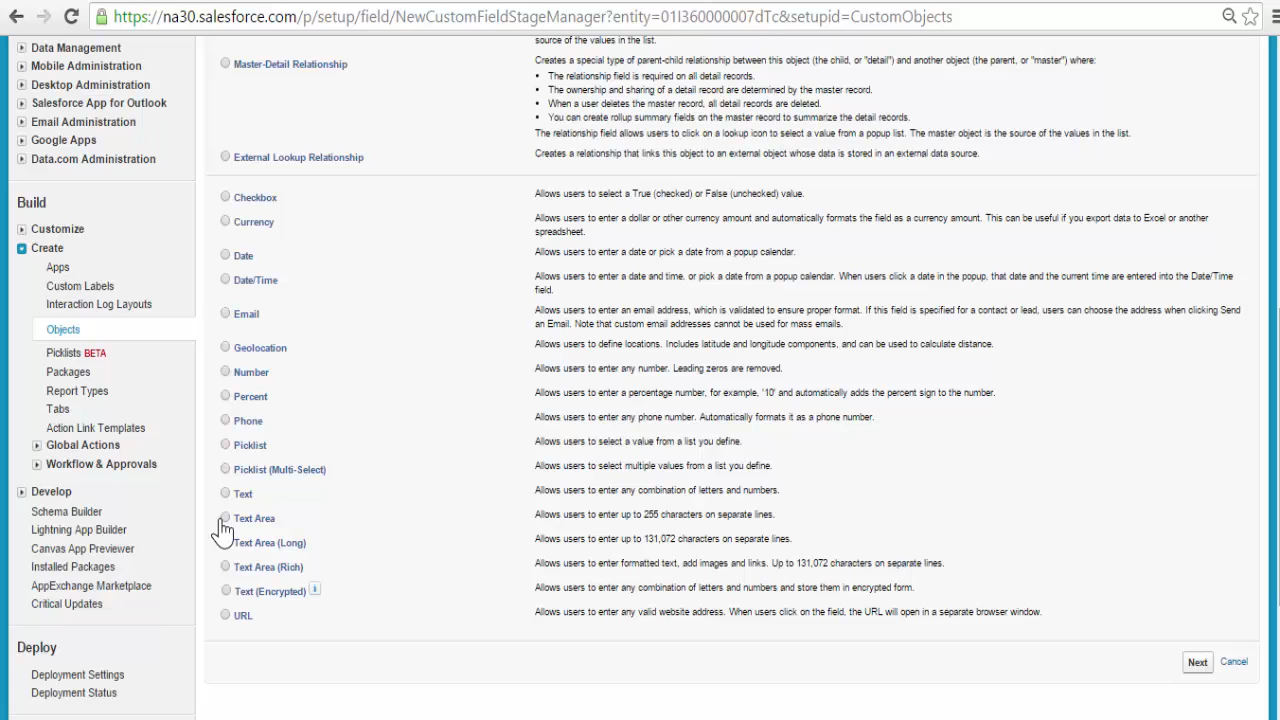 https://na30.salesforce.com/p/setup/field/NewCustomFieldStageManager?entity=01I360000007dTc&setupid=CustomObjects
Data Management
Mobile Administration
Desktop Administration
Salesforce App for Outlook
Email Administration
Google Apps
Data.com Administration
Build
Customize
Create
Apps
Custom Labels
Interaction Log Layouts
Objects
Picklists BETA
Packages
Report Types
Tabs
Action Link Templates
Global Actions
Workflow & Approvals
Develop
Schema Builder
Lightning App Builder
Canvas App Previewer
Installed Packages
AppExchange Marketplace
Critical Updates
Deploy
Deployment Settings
Deployment Status
source of the values in the list.
Master-Detail Relationship
Creates a special type of parent-child relationship between this object (the child, or "detail") and another object (the parent, or "master") where:
• The relationship field is required on all detail records.
• The ownership and sharing of a detail record are determined by the master record.
• When a user deletes the master record, all detail records are deleted.
• You can create rollup summary fields on the master record to summarize the detail records.
The relationship field allows users to click on a lookup icon to select a value from a popup list. The master object is the source of the values in the list.
External Lookup Relationship
Creates a relationship that links this object to an external object whose data is stored in an external data source.
Checkbox
Allows users to select a True (checked) or False (unchecked) value.
Currency
Allows users to enter a dollar or other currency amount and automatically formats the field as a currency amount. This can be useful if you export data to Excel or another
spreadsheet.
Date
Allows users to enter a date or pick a date from a popup calendar.
Date/Time
Allows users to enter a date and time, or pick a date from a popup calendar. When users click a date in the popup, that date and the current time are entered into the Date/Time
field.
Email
Allows users to enter an email address, which is validated to ensure proper format. If this field is specified for a contact or lead, users can choose the address when clicking Send
an Email. Note that custom email addresses cannot be used for mass emails.
Geolocation
Allows users to define locations. Includes latitude and longitude components, and can be used to calculate distance.
Number
Allows users to enter any number. Leading zeros are removed.
Percent
Allows users to enter a percentage number, for example, '10' and automatically adds the percent sign to the number.
Phone
Allows users to enter any phone number. Automatically formats it as a phone number.
Picklist
Allows users to select a value from a list you define.
Picklist (Multi-Select)
Allows users to select multiple values from a list you define.
Text
Allows users to enter any combination of letters and numbers.
Text Area
Allows users to enter up to 255 characters on separate lines.
Text Area (Long)
Allows users to enter up to 131,072 characters on separate lines.
Text Area (Rich)
Allows users to enter formatted text, add images and links. Up to 131,072 characters on separate lines.
Text (Encrypted) i
Allows users to enter any combination of letters and numbers and store them in encrypted form.
URL
Allows users to enter any valid website address. When users click on the field, the URL will open in a separate browser window.
Next Cancel